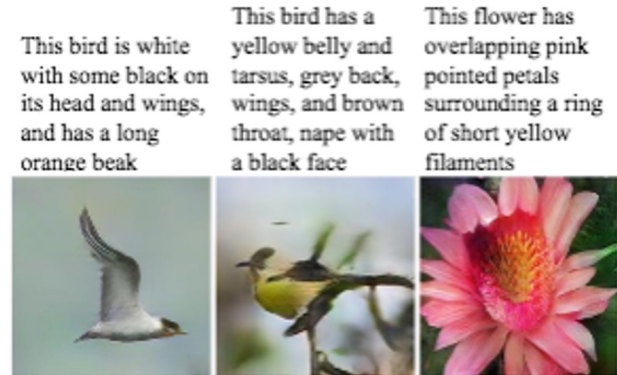 This bird is white
with some black on
its head and wings,
and has a long
orange beak
This bird has a
yellow belly and
tarsus, grey back,
wings, and brown
throat, nape with
a black face
This flower has
overlapping pink
pointed petals
surrounding a ring
of short yellow
filaments